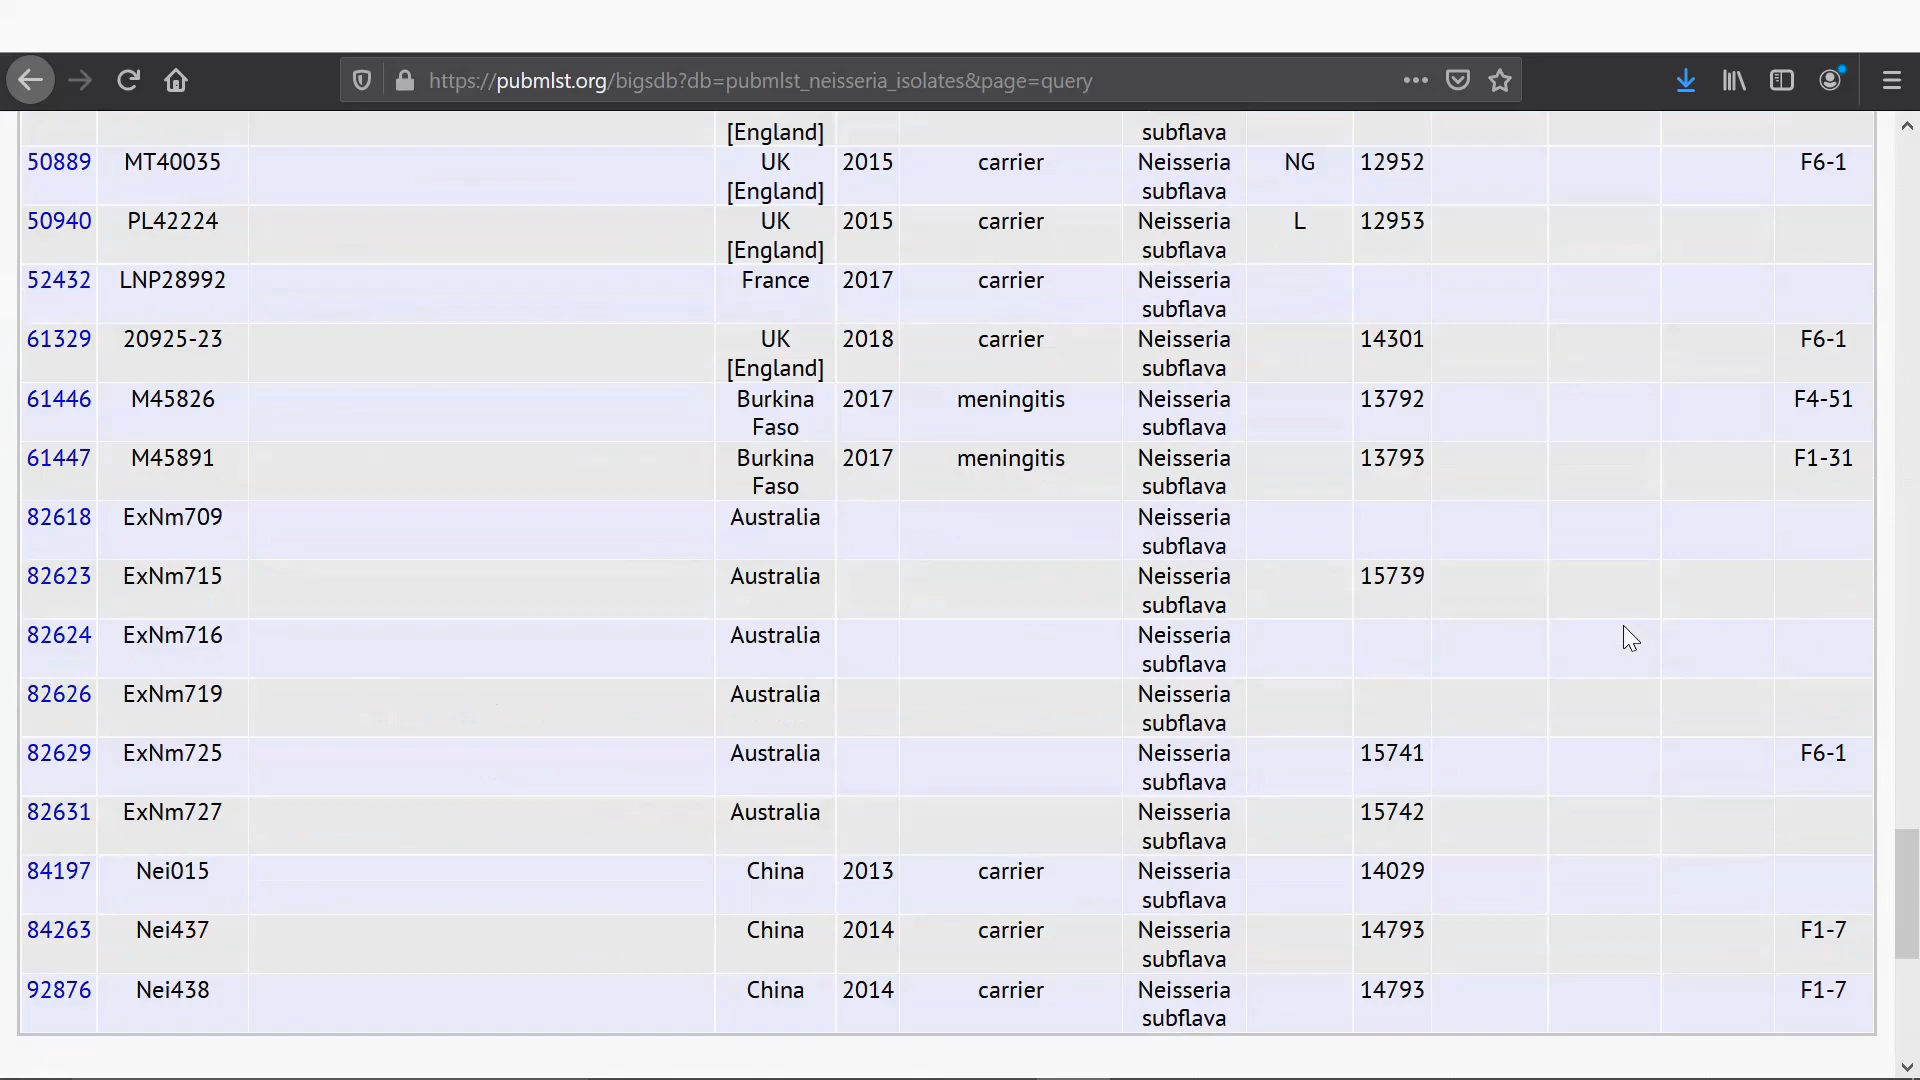 https://pubmlst.org/bigsdb?db=pubmlst_neisseria_isolates&page=query
[England] subflava
50889 MT40035 UK 2015 carrier Neisseria NG 12952 F6-1
[England] subflava
50940 PL42224 UK 2015 carrier Neisseria L 12953
[England] subflava
52432 LNP28992 France 2017 carrier Neisseria
subflava
61329 20925-23 UK 2018 carrier Neisseria 14301 F6-1
[England] subflava
61446 M45826 Burkina 2017 meningitis Neisseria 13792 F4-51
Faso subflava
61447 M45891 Burkina 2017 meningitis Neisseria 13793 F1-31
Faso subflava
82618 ExNm709 Australia Neisseria
subflava
82623 ExNm715 Australia Neisseria 15739
subflava
82624 ExNm716 Australia Neisseria
subflava
82626 ExNm719 Australia Neisseria
subflava
82629 ExNm725 Australia Neisseria 15741 F6-1
subflava
82631 ExNm727 Australia Neisseria 15742
subflava
84197 Nei015 China 2013 carrier Neisseria 14029
subflava
84263 Nei437 China 2014 carrier Neisseria 14793 F1-7
subflava
92876 Nei438 China 2014 carrier Neisseria 14793 F1-7
subflava